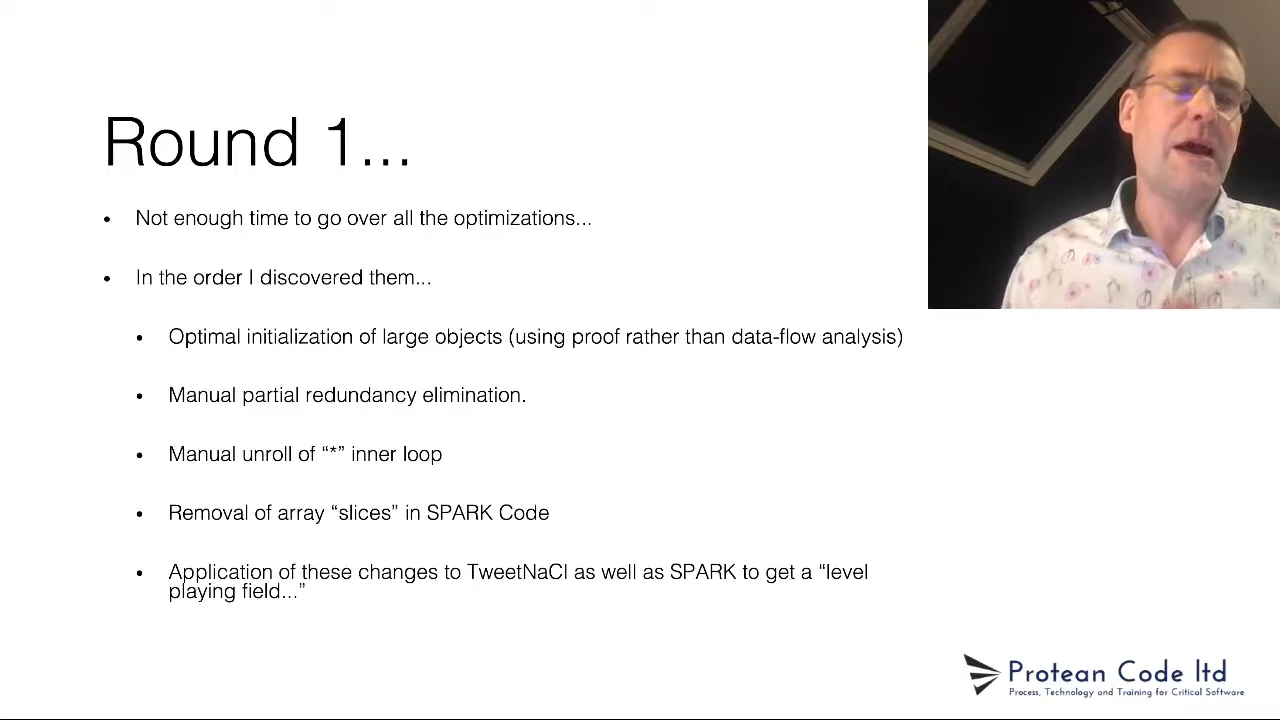 Round 1...
• Not enough time to go over all the optimizations...
• In the order I discovered them...
• Optimal initialization of large objects (using proof rather than data-flow analysis)
• Manual partial redundancy elimination.
• Manual unroll of “*” inner loop
• Removal of array “slices” in SPARK Code
• Application of these changes to TweetNaCl as well as SPARK to get a “level
playing field...”
Protean Code ltd
Process, Technology and Training for Critical Software